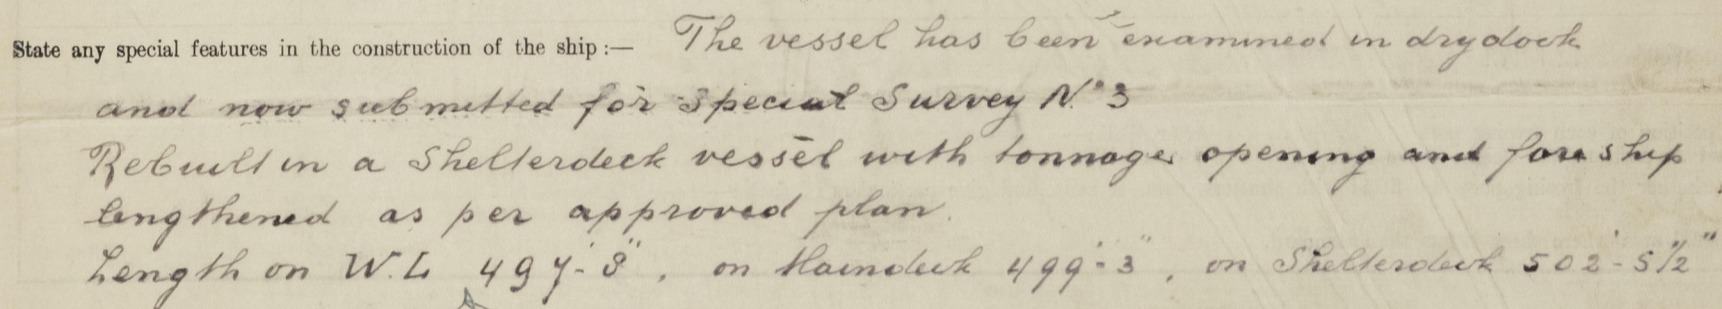 State any special features in the construction of the ship :— The vessel has been examined in drydock
and now submitted for Special Survey No 3
Rebuilt in a Shelterdeck vessel with tonnage opening and fore ship
lengthened as per approved plan.
Length on W.L 497'-8", on Maindeck 499'-3", on Shelterdeck 502'-5½"